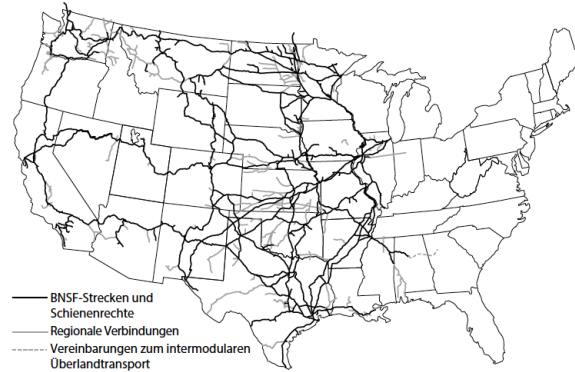 BNSF-Strecken und
Schienenrechte
Regionale Verbindungen
Vereinbarungen zum intermodularen
Überlandtransport